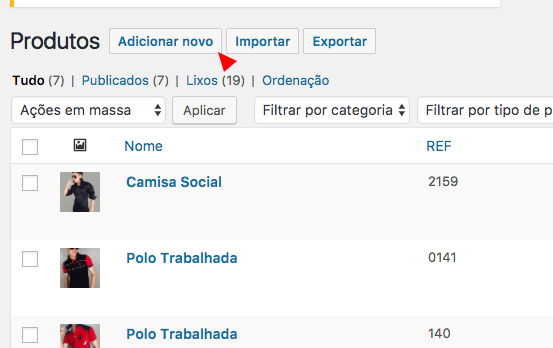 Produtos Adicionar novo Importar Exportar
Tudo (7) | Publicados (7) | Lixos (19) | Ordenação
Ações em massa Aplicar Filtrar por categoria Filtrar por tipo de p
Nome REF
Camisa Social 2159
Polo Trabalhada 0141
Polo Trabalhada 140